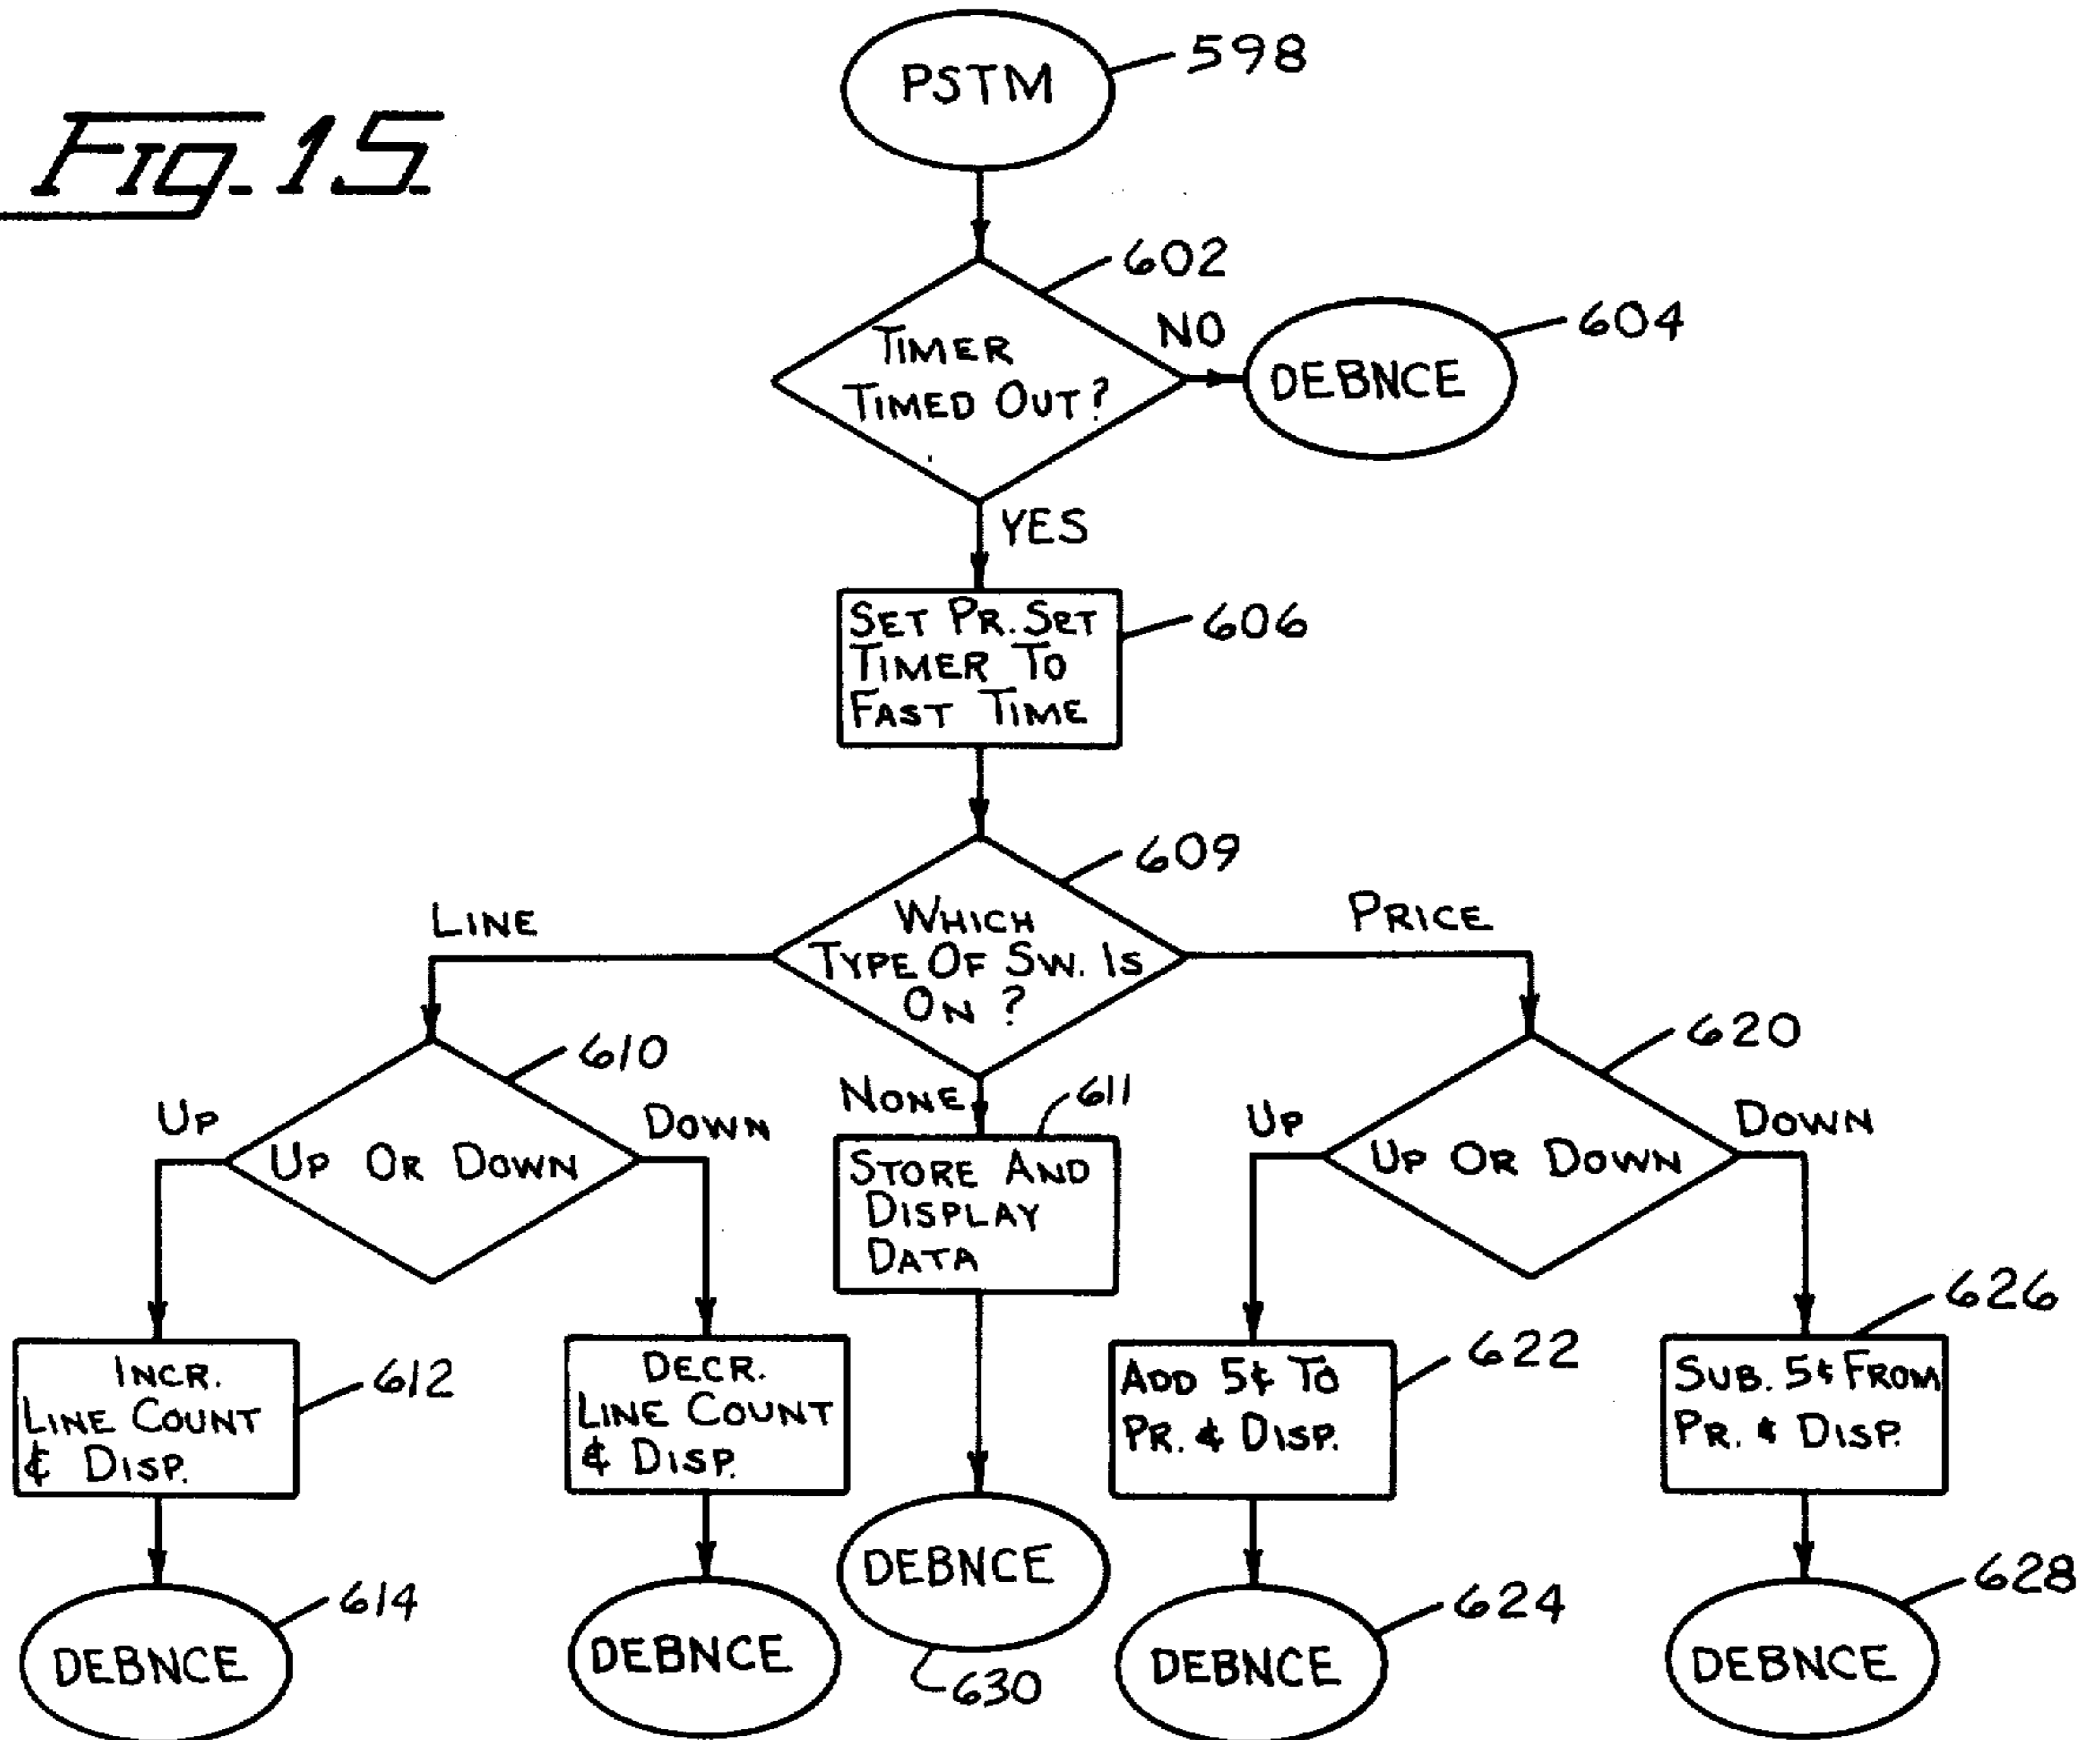 Fig. 15
PSTM
598
602
TIMER
TIMED OUT?
NO
DEBNCE
604
YES
SET PR. SET
TIMER TO
FAST TIME
606
609
WHICH
TYPE OF SW. IS
ON ?
LINE
PRICE
NONE
610
UP
UP OR DOWN
DOWN
611
STORE AND
DISPLAY
DATA
620
UP
UP OR DOWN
DOWN
INCR.
LINE COUNT
& DISP.
612
DECR.
LINE COUNT
& DISP.
ADD 5¢ TO
PR. & DISP.
622
SUB. 5¢ FROM
PR. & DISP.
626
DEBNCE
614
DEBNCE
DEBNCE
630
DEBNCE
624
DEBNCE
628